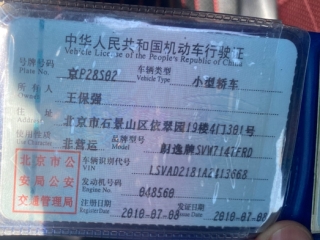 中华人民共和国机动车行驶证
Vehicle License of the People's Republic of China
号牌号码 京P28502 车辆类型 小型轿车
Plate No. Vehicle Type
所有人 王保强
Owner
住址 北京市石景山区依翠园19楼4门301号
Address
使用性质 非营运 品牌型号 朗逸牌SVW7147FRD
Use Character Model
北京市公安局公安交通管理局
车辆识别代号 LSVAD2181A2413668
VIN
发动机号码 048560
Engine No.
注册日期 2010-07-08 发证日期 2010-07-08
Register Date Issue Date